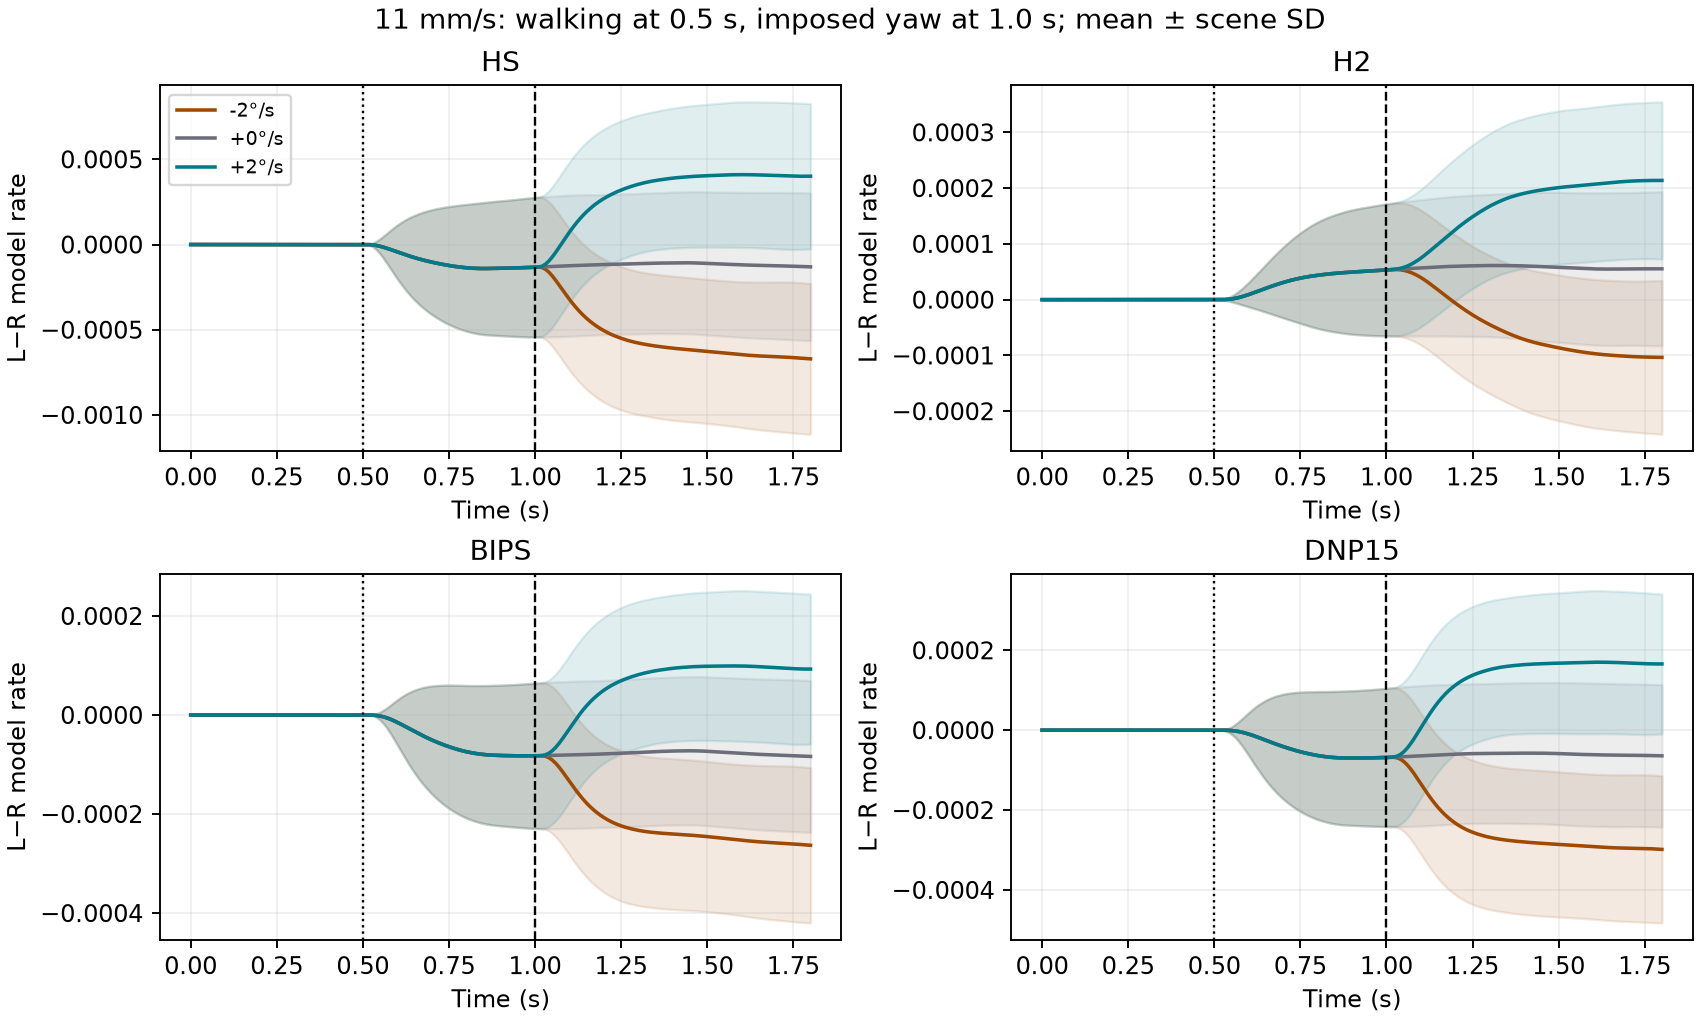 11 mm/s: walking at 0.5 s, imposed yaw at 1.0 s; mean ± scene SD
HS
-2°/s
+0°/s
+2°/s
0.0005
0.0000
−0.0005
−0.0010
L−R model rate
0.00 0.25 0.50 0.75 1.00 1.25 1.50 1.75
Time (s)
H2
0.0003
0.0002
0.0001
0.0000
−0.0001
−0.0002
L−R model rate
0.00 0.25 0.50 0.75 1.00 1.25 1.50 1.75
Time (s)
BIPS
0.0002
0.0000
−0.0002
−0.0004
L−R model rate
0.00 0.25 0.50 0.75 1.00 1.25 1.50 1.75
Time (s)
DNP15
0.0002
0.0000
−0.0002
−0.0004
L−R model rate
0.00 0.25 0.50 0.75 1.00 1.25 1.50 1.75
Time (s)